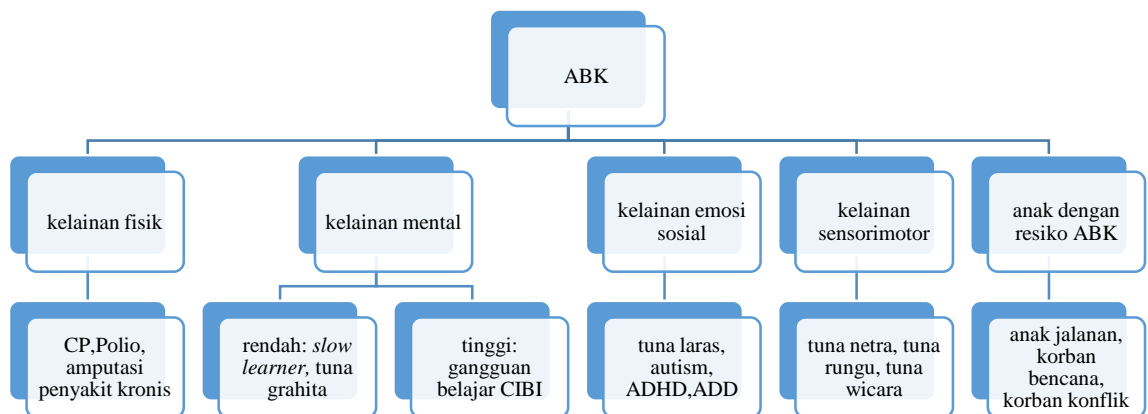 ABK
kelainan fisik
kelainan mental
kelainan emosi
sosial
kelainan
sensorimotor
anak dengan
resiko ABK
CP,Polio,
amputasi
penyakit kronis
rendah: slow
learner, tuna
grahita
tinggi:
gangguan
belajar CIBI
tuna laras,
autism,
ADHD,ADD
tuna netra, tuna
rungu, tuna
wicara
anak jalanan,
korban
bencana,
korban konflik